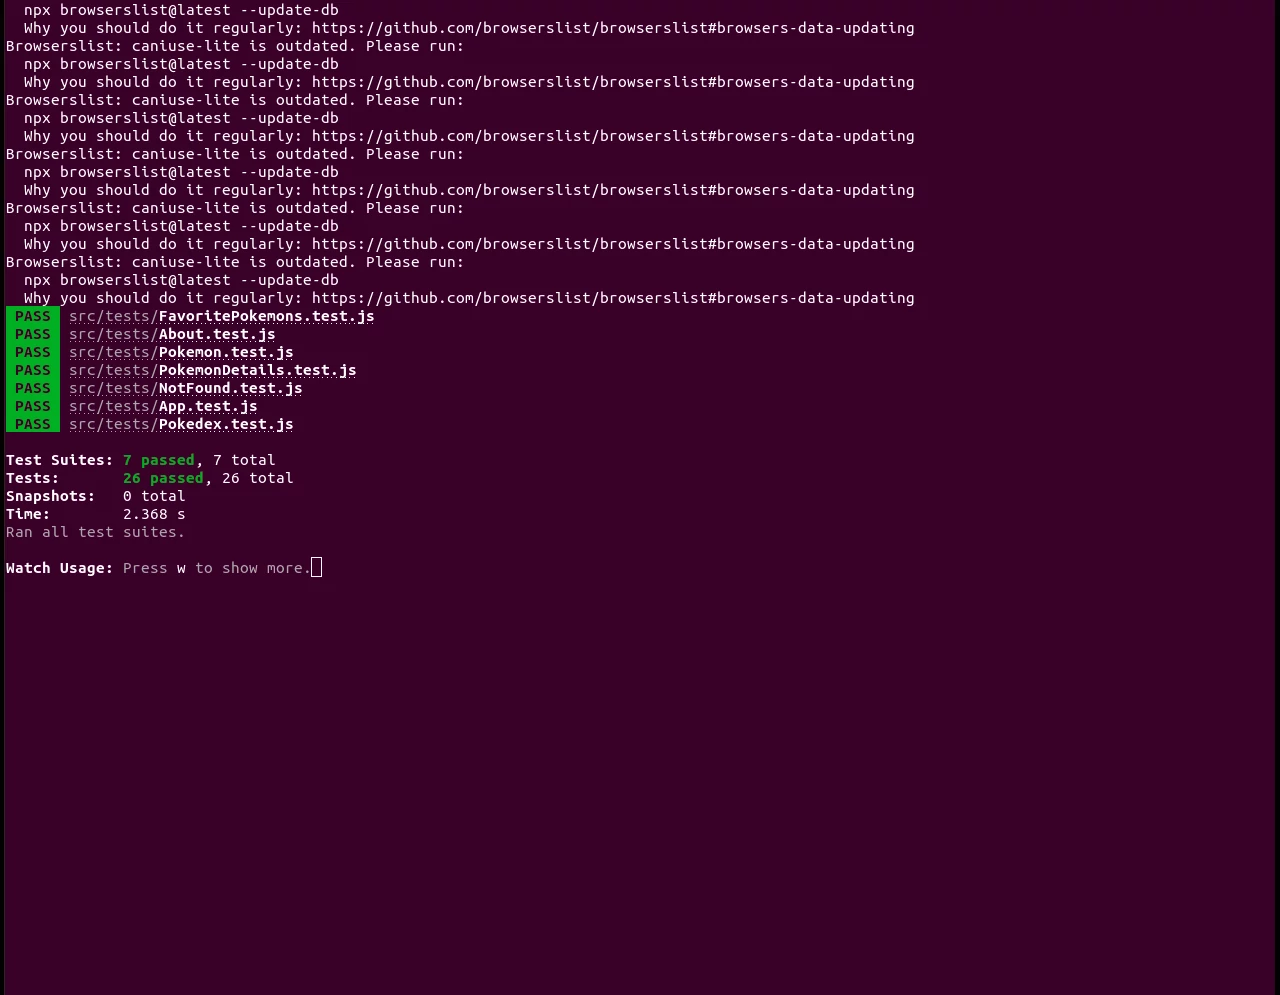 npx browserslist@latest --update-db
Why you should do it regularly: https://github.com/browserslist/browserslist#browsers-data-updating
Browserslist: caniuse-lite is outdated. Please run:
npx browserslist@latest --update-db
Why you should do it regularly: https://github.com/browserslist/browserslist#browsers-data-updating
Browserslist: caniuse-lite is outdated. Please run:
npx browserslist@latest --update-db
Why you should do it regularly: https://github.com/browserslist/browserslist#browsers-data-updating
Browserslist: caniuse-lite is outdated. Please run:
npx browserslist@latest --update-db
Why you should do it regularly: https://github.com/browserslist/browserslist#browsers-data-updating
Browserslist: caniuse-lite is outdated. Please run:
npx browserslist@latest --update-db
Why you should do it regularly: https://github.com/browserslist/browserslist#browsers-data-updating
Browserslist: caniuse-lite is outdated. Please run:
npx browserslist@latest --update-db
Why you should do it regularly: https://github.com/browserslist/browserslist#browsers-data-updating
PASS src/tests/FavoritePokemons.test.js
PASS src/tests/About.test.js
PASS src/tests/Pokemon.test.js
PASS src/tests/PokemonDetails.test.js
PASS src/tests/NotFound.test.js
PASS src/tests/App.test.js
PASS src/tests/Pokedex.test.js
Test Suites: 7 passed, 7 total
Tests: 26 passed, 26 total
Snapshots: 0 total
Time: 2.368 s
Ran all test suites.
Watch Usage: Press w to show more.